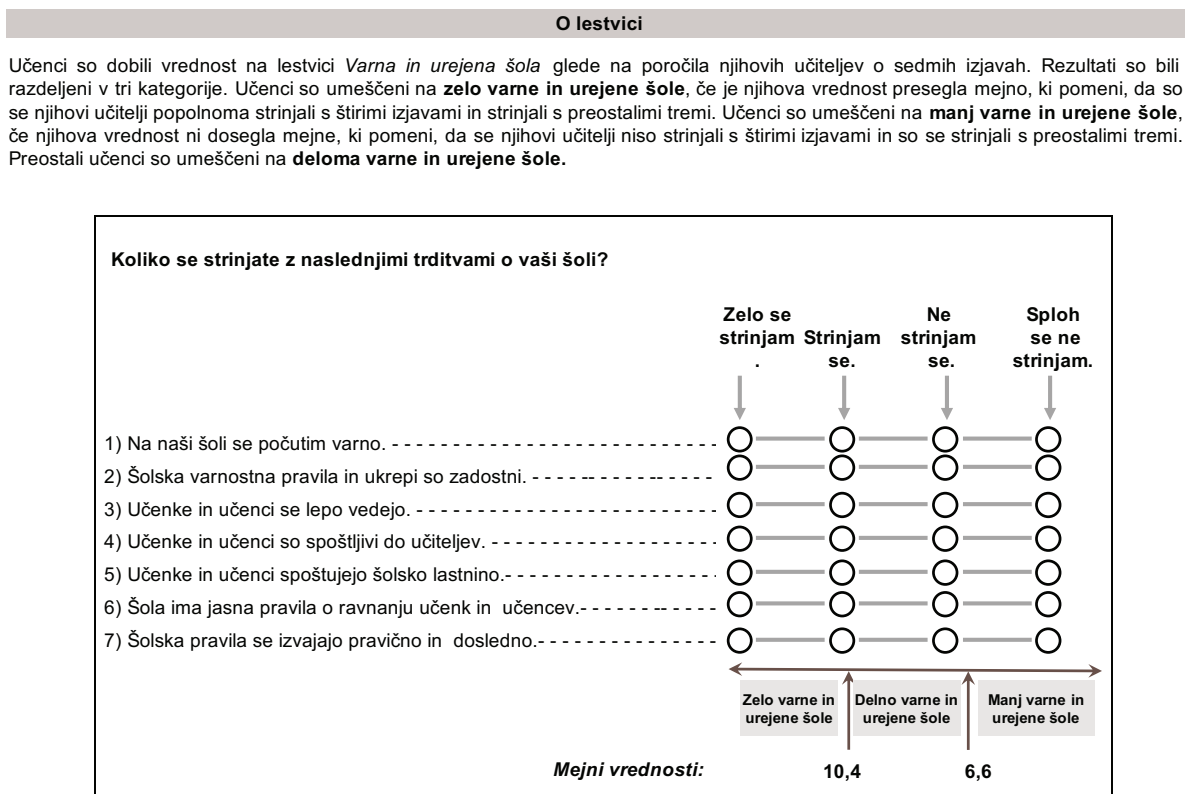 O lestvici
Učenci so dobili vrednost na lestvici Varna in urejena šola glede na poročila njihovih učiteljev o sedmih izjavah. Rezultati so bili
razdeljeni v tri kategorije. Učenci so umeščeni na zelo varne in urejene šole, če je njihova vrednost presegla mejno, ki pomeni, da so
se njihovi učitelji popolnoma strinjali s štirimi izjavami in strinjali s preostalimi tremi. Učenci so umeščeni na manj varne in urejene šole,
če njihova vrednost ni dosegla mejne, ki pomeni, da se njihovi učitelji niso strinjali s štirimi izjavami in so se strinjali s preostalimi tremi.
Preostali učenci so umeščeni na deloma varne in urejene šole.
Koliko se strinjate z naslednjimi trditvami o vaši šoli?
Zelo se
strinjam
.
Strinjam
se.
Ne
strinjam
se.
Sploh
se ne
strinjam.
1) Na naši šoli se počutim varno. - - - - - - - - - - - - - - - - - - - - - - - - - - -
2) Šolska varnostna pravila in ukrepi so zadostni. - - - - -- - - - - -- - - - -
3) Učenke in učenci se lepo vedejo. - - - - - - - - - - - - - - - - - - - - - - - - -
4) Učenke in učenci so spoštljivi do učiteljev. - - - - - - - - - - - - - - - - - - -
5) Učenke in učenci spoštujejo šolsko lastnino.- - - - - - - - - - - - - - - - - -
6) Šola ima jasna pravila o ravnanju učenk in  učencev.- - - - - - -- - - - -
7) Šolska pravila se izvajajo pravično in  dosledno.- - - - - - - - - - - - - - -
Zelo varne in
urejene šole
Delno varne in
urejene šole
Manj varne in
urejene šole
Mejni vrednosti: 10,4 6,6